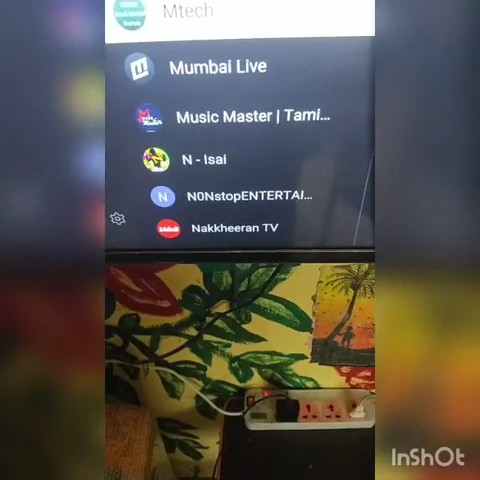 Mtech
Mumbai Live
Music Master | Tami...
N - Isai
N
N0NstopENTERTAI...
Nakkheeran TV
InShOt